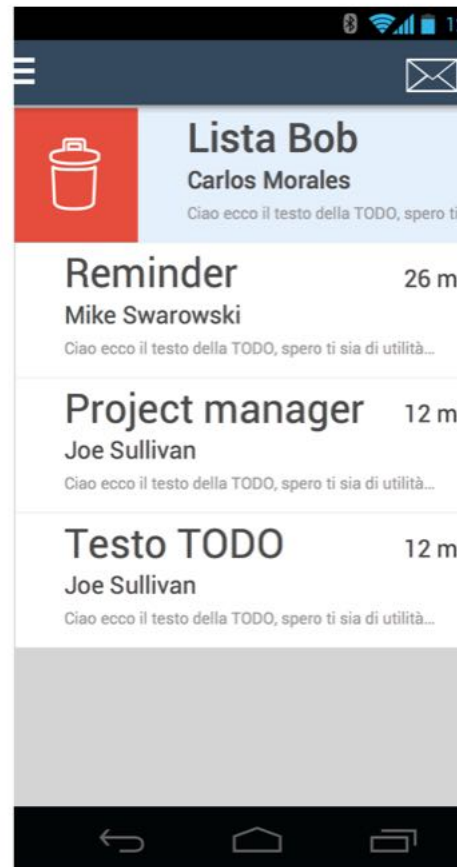 1
Lista Bob
Carlos Morales
Ciao ecco il testo della TODO, spero ti
Reminder 26 m
Mike Swarowski
Ciao ecco il testo della TODO, spero ti sia di utilità...
Project manager 12 m
Joe Sullivan
Ciao ecco il testo della TODO, spero ti sia di utilità...
Testo TODO 12 m
Joe Sullivan
Ciao ecco il testo della TODO, spero ti sia di utilità...